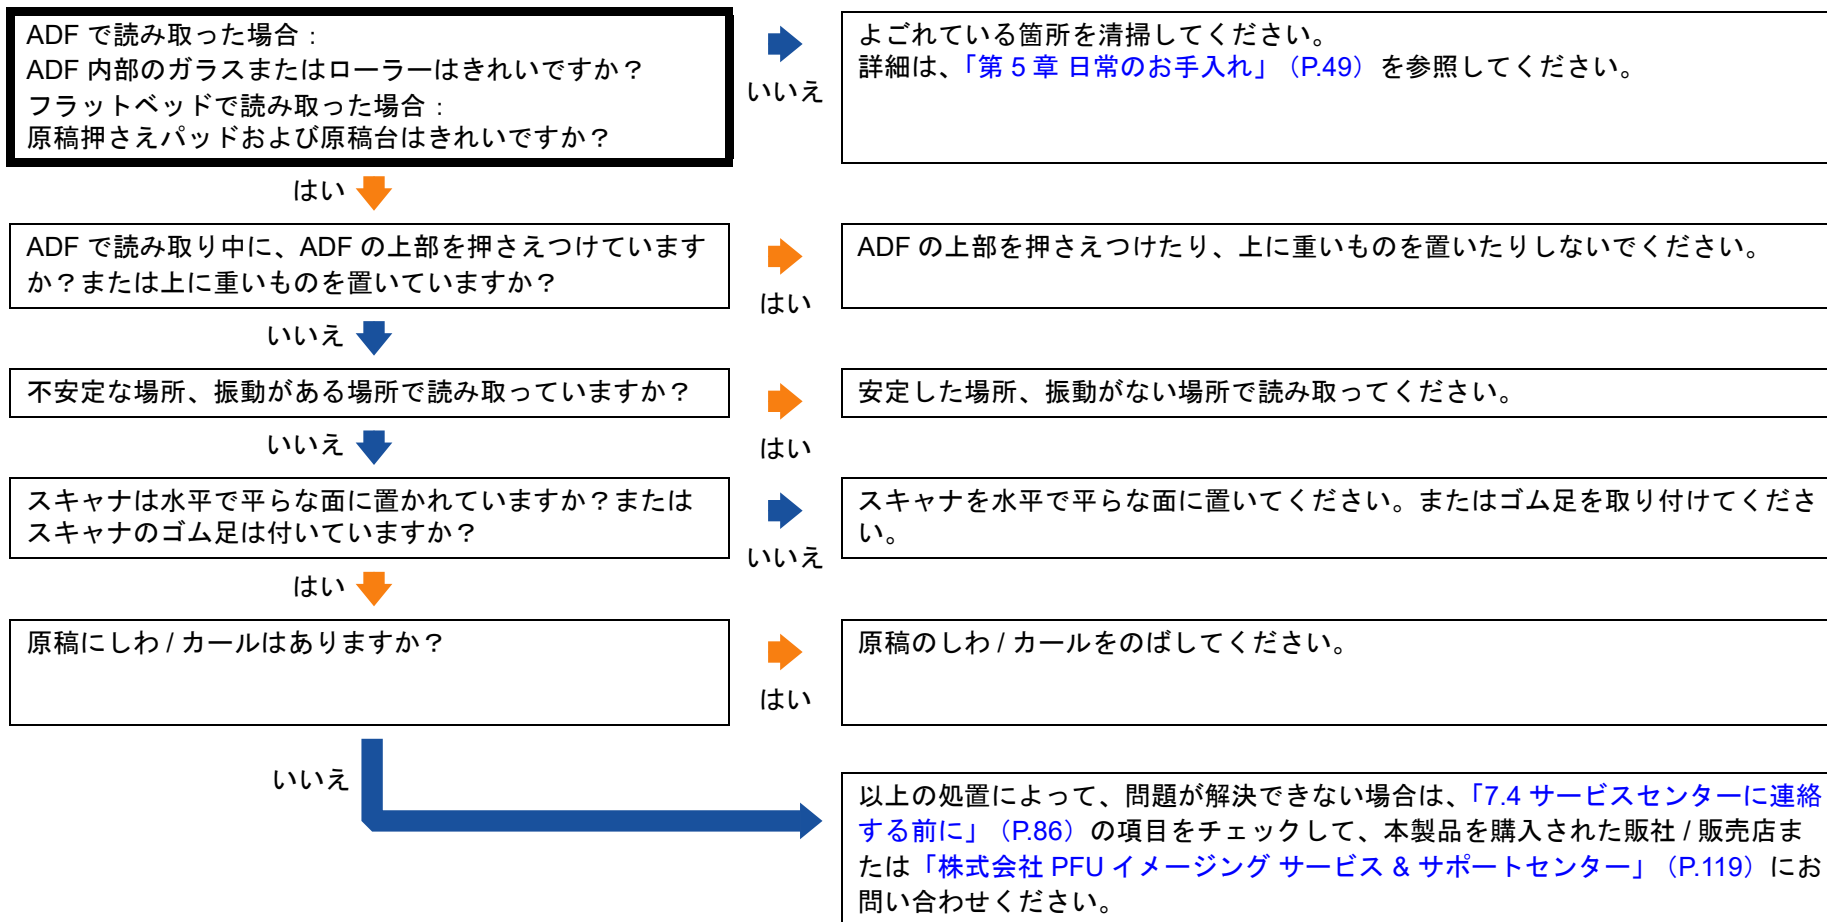 ADF で読み取った場合：
ADF 内部のガラスまたはローラーはきれいですか？
フラットベッドで読み取った場合：
原稿押さえパッドおよび原稿台はきれいですか？
いいえ
よごれている箇所を清掃してください。
詳細は、「第 5 章 日常のお手入れ」（P.49）を参照してください。
はい
ADF で読み取り中に、ADF の上部を押さえつけています
か？または上に重いものを置いていますか？
はい
ADF の上部を押さえつけたり、上に重いものを置いたりしないでください。
いいえ
不安定な場所、振動がある場所で読み取っていますか？
はい
安定した場所、振動がない場所で読み取ってください。
いいえ
スキャナは水平で平らな面に置かれていますか？または
スキャナのゴム足は付いていますか？
いいえ
スキャナを水平で平らな面に置いてください。またはゴム足を取り付けてくださ
い。
はい
原稿にしわ / カールはありますか？
はい
原稿のしわ / カールをのばしてください。
いいえ
以上の処置によって、問題が解決できない場合は、「7.4 サービスセンターに連絡
する前に」（P.86）の項目をチェックして、本製品を購入された販社 / 販売店ま
たは「株式会社 PFU イメージング サービス & サポートセンター」（P.119）にお
問い合わせください。